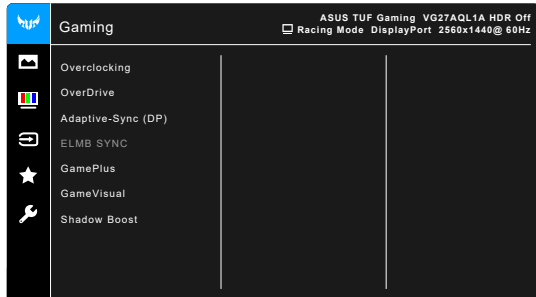 Gaming
ASUS TUF Gaming VG27AQL1A HDR Off
Racing Mode DisplayPort 2560x1440@ 60Hz
Overclocking
OverDrive
Adaptive-Sync (DP)
ELMB SYNC
GamePlus
GameVisual
Shadow Boost